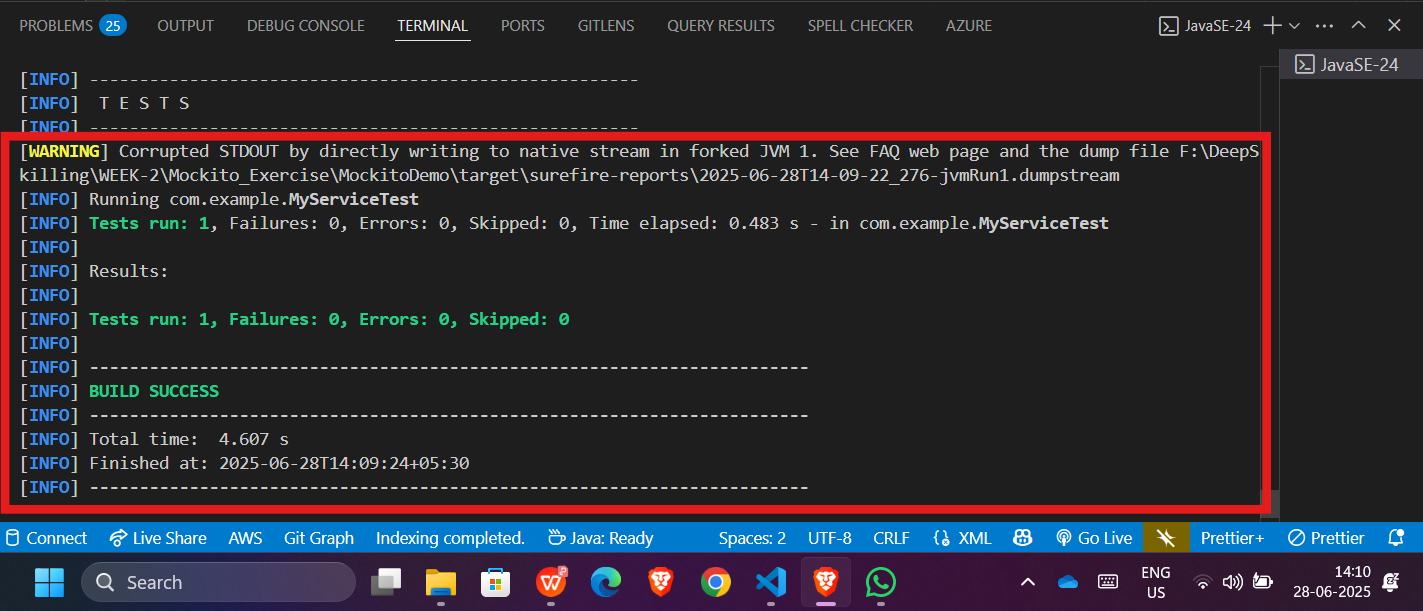 PROBLEMS 25 OUTPUT DEBUG CONSOLE TERMINAL PORTS GITLENS QUERY RESULTS SPELL CHECKER AZURE JavaSE-24
JavaSE-24
[INFO] -------------------------------------------------------
[INFO]  T E S T S
[INFO] -------------------------------------------------------
[WARNING] Corrupted STDOUT by directly writing to native stream in forked JVM 1. See FAQ web page and the dump file F:\DeepS
killing\WEEK-2\Mockito_Exercise\MockitoDemo\target\surefire-reports\2025-06-28T14-09-22_276-jvmRun1.dumpstream
[INFO] Running com.example.MyServiceTest
[INFO] Tests run: 1, Failures: 0, Errors: 0, Skipped: 0, Time elapsed: 0.483 s - in com.example.MyServiceTest
[INFO]
[INFO] Results:
[INFO]
[INFO] Tests run: 1, Failures: 0, Errors: 0, Skipped: 0
[INFO]
[INFO] ------------------------------------------------------------------------
[INFO] BUILD SUCCESS
[INFO] ------------------------------------------------------------------------
[INFO] Total time:  4.607 s
[INFO] Finished at: 2025-06-28T14:09:24+05:30
[INFO] ------------------------------------------------------------------------
Connect Live Share AWS Git Graph Indexing completed. Java: Ready Spaces: 2 UTF-8 CRLF XML Go Live Prettier+ Prettier
Search
ENG
US
14:10
28-06-2025